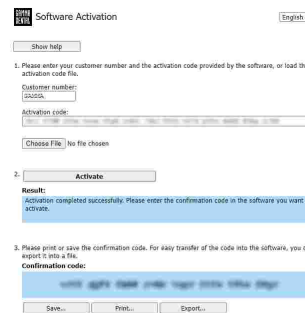 GAMMA
DENTAL
Software Activation
English
Show help
1. Please enter your customer number and the activation code provided by the software, or load th
activation code file.
Customer number:
Activation code:
Choose File No file chosen
2. Activate
Result:
Activation completed successfully. Please enter the confirmation code in the software you want
activate.
3. Please print or save the confirmation code. For easy transfer of the code into the software, you c
export it into a file.
Confirmation code:
Save... Print... Export...